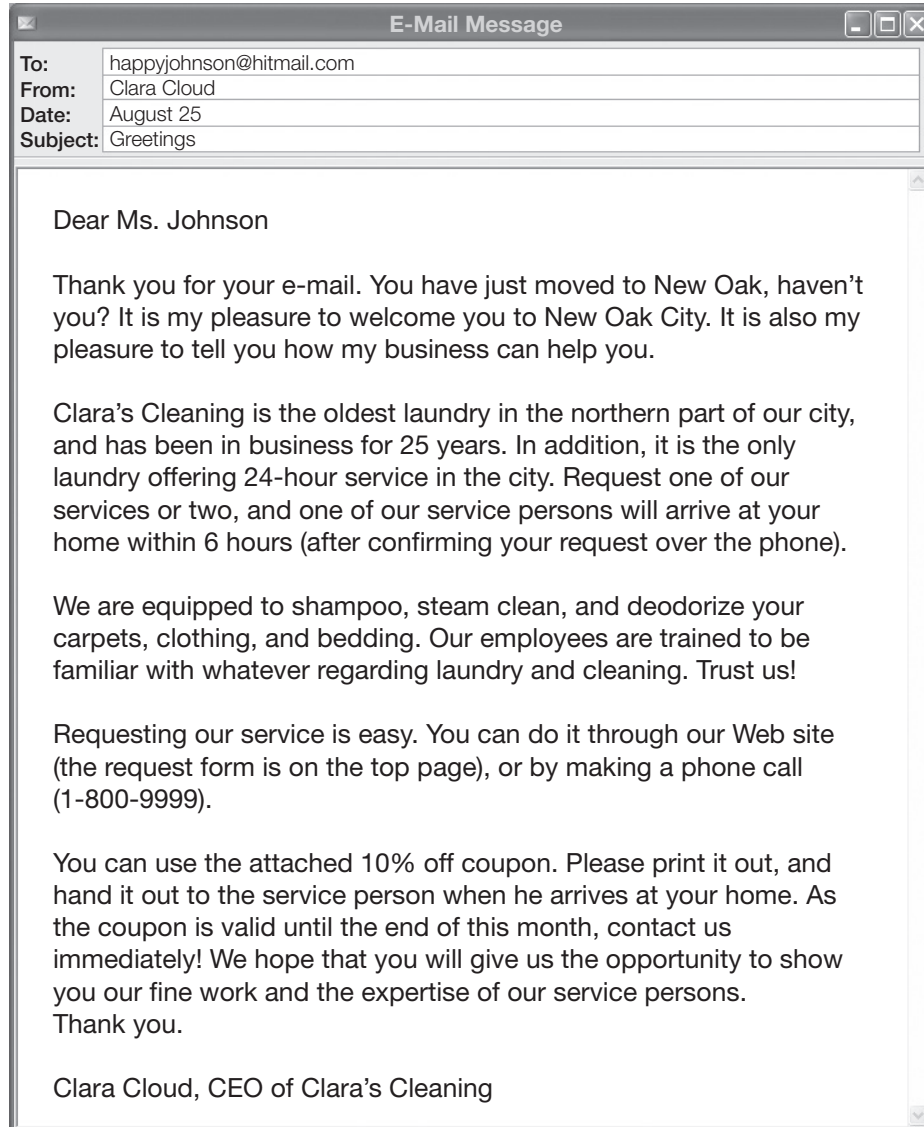 E-Mail Message
To: happyjohnson@hitmail.com
From: Clara Cloud
Date: August 25
Subject: Greetings
Dear Ms. Johnson
Thank you for your e-mail. You have just moved to New Oak, haven’t
you? It is my pleasure to welcome you to New Oak City. It is also my
pleasure to tell you how my business can help you.
Clara’s Cleaning is the oldest laundry in the northern part of our city,
and has been in business for 25 years. In addition, it is the only
laundry offering 24-hour service in the city. Request one of our
services or two, and one of our service persons will arrive at your
home within 6 hours (after confirming your request over the phone).
We are equipped to shampoo, steam clean, and deodorize your
carpets, clothing, and bedding. Our employees are trained to be
familiar with whatever regarding laundry and cleaning. Trust us!
Requesting our service is easy. You can do it through our Web site
(the request form is on the top page), or by making a phone call
(1-800-9999).
You can use the attached 10% off coupon. Please print it out, and
hand it out to the service person when he arrives at your home. As
the coupon is valid until the end of this month, contact us
immediately! We hope that you will give us the opportunity to show
you our fine work and the expertise of our service persons.
Thank you.
Clara Cloud, CEO of Clara’s Cleaning